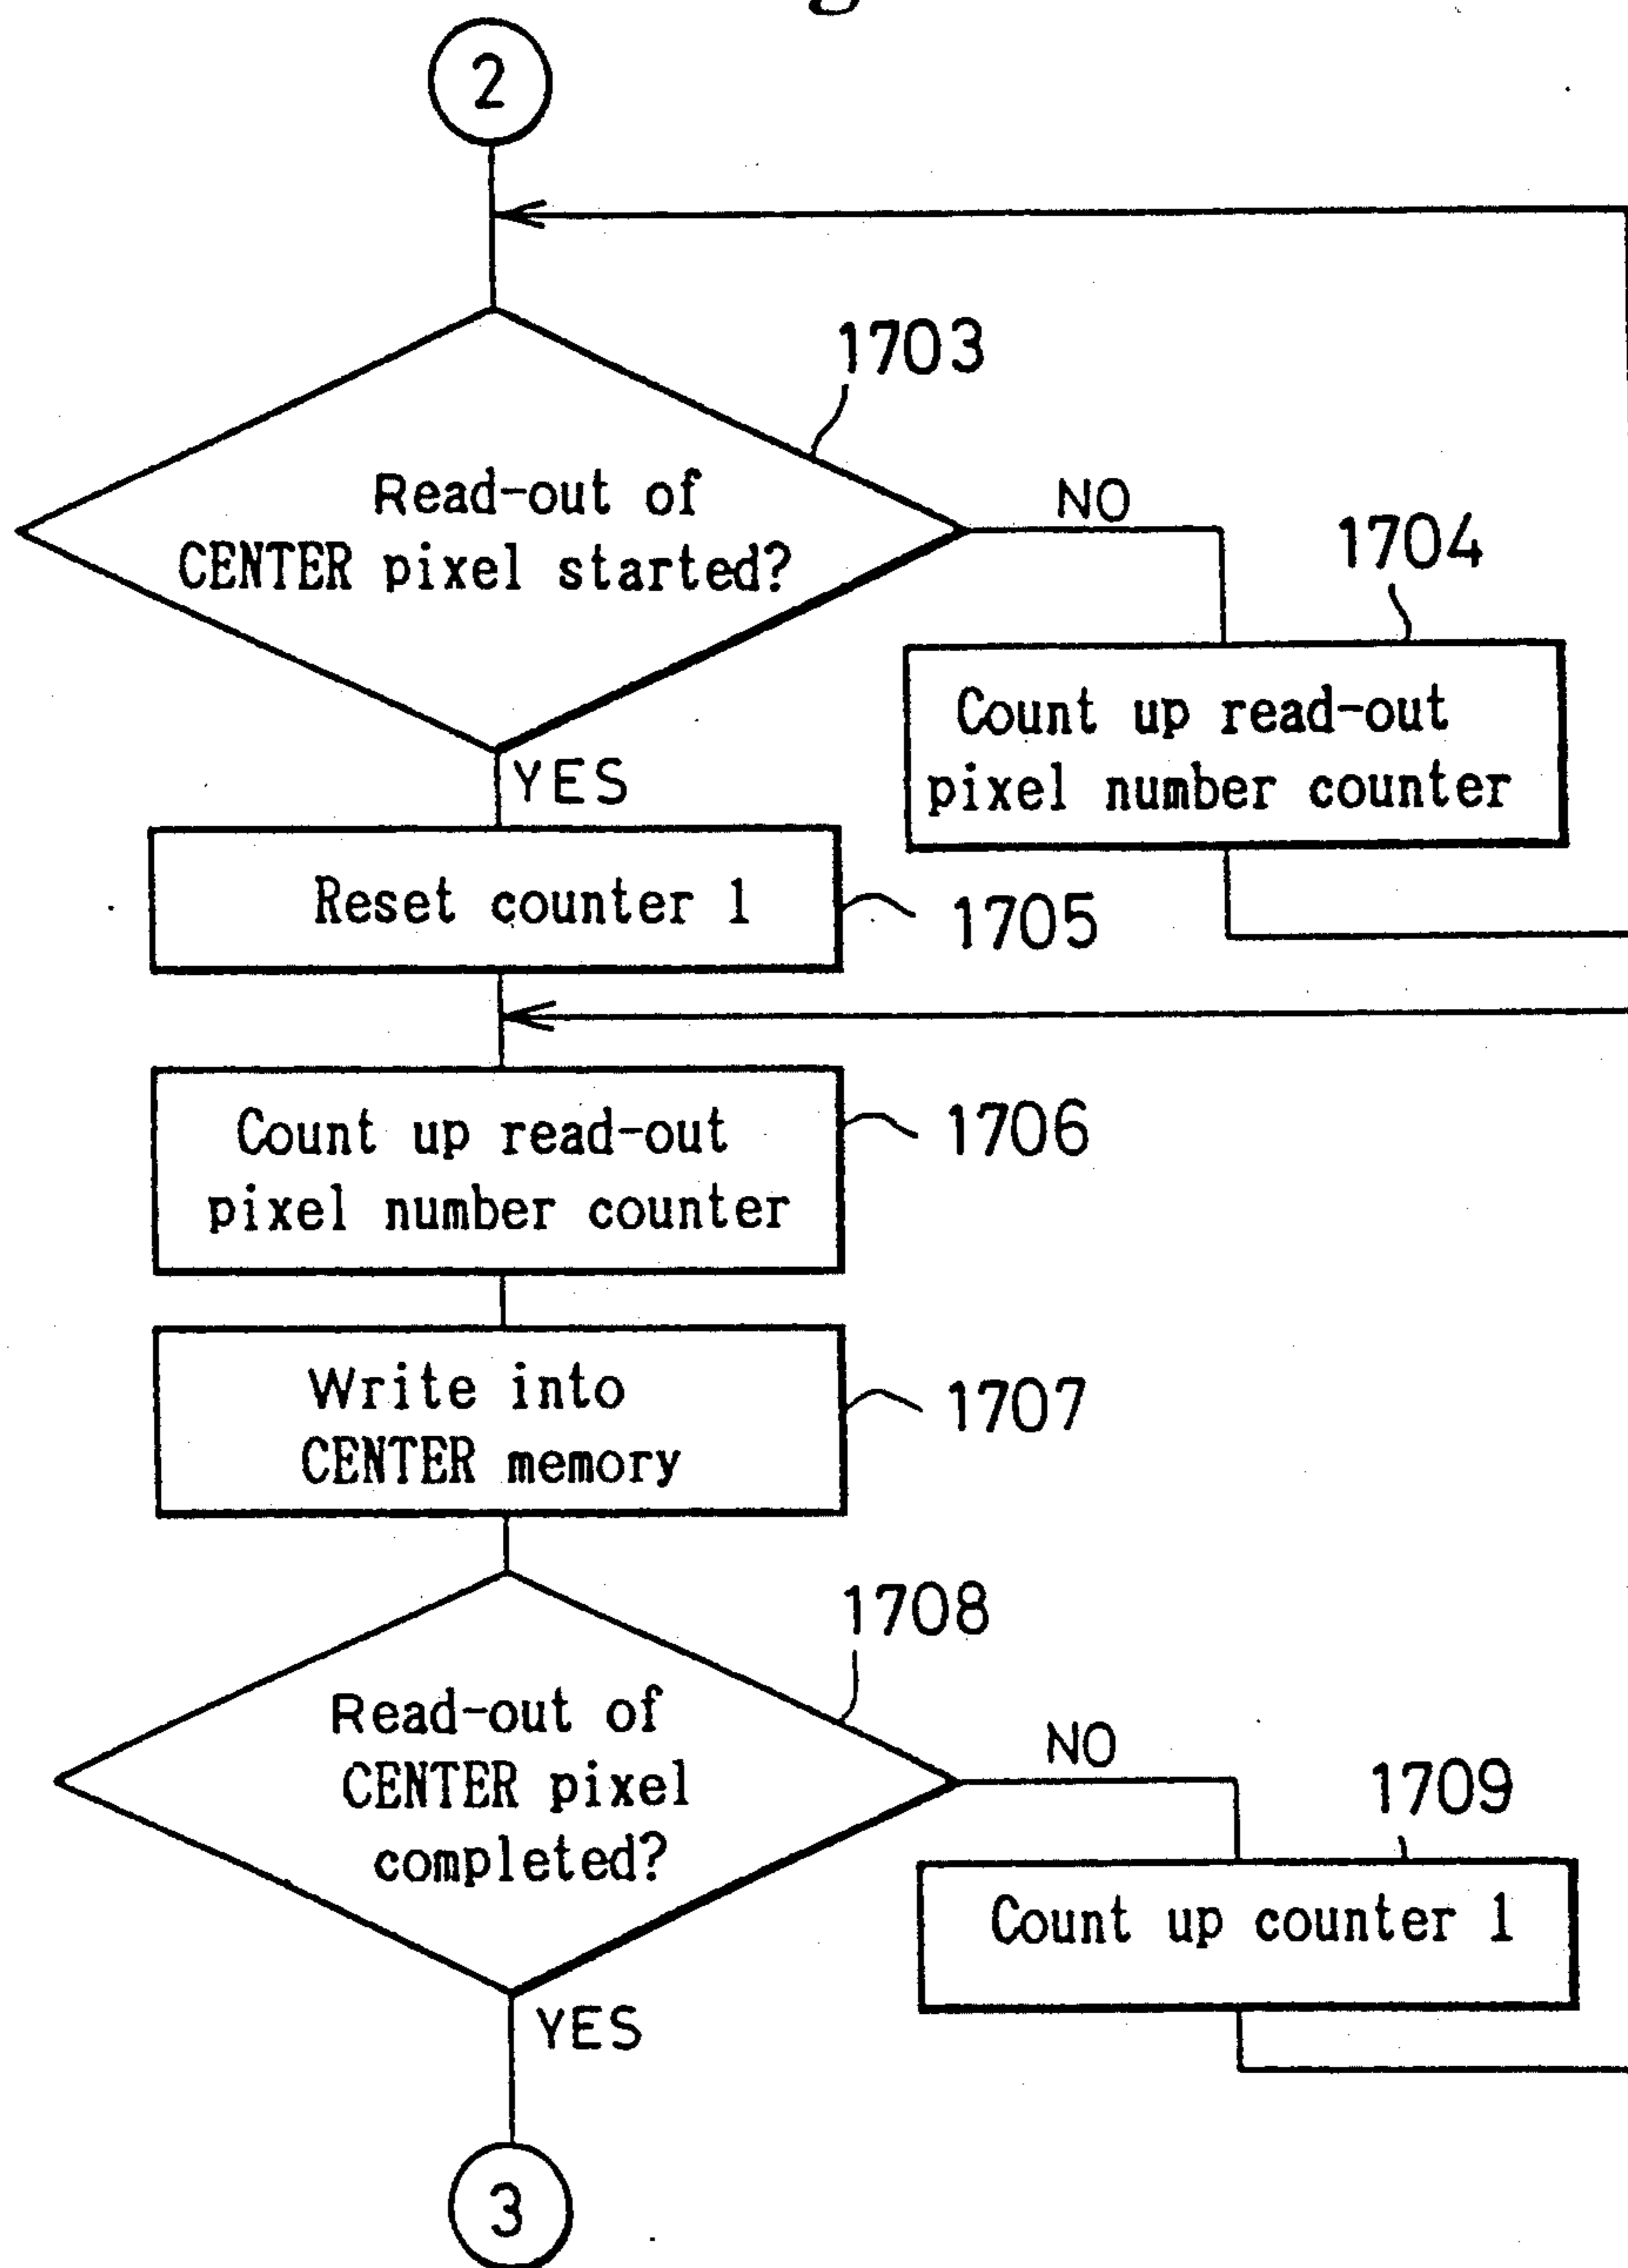 2
1703
Read-out of
CENTER pixel started?
NO
1704
Count up read-out
pixel number counter
YES
Reset counter 1
1705
Count up read-out
pixel number counter
1706
Write into
CENTER memory
1707
1708
Read-out of
CENTER pixel
completed?
NO
1709
Count up counter 1
YES
3